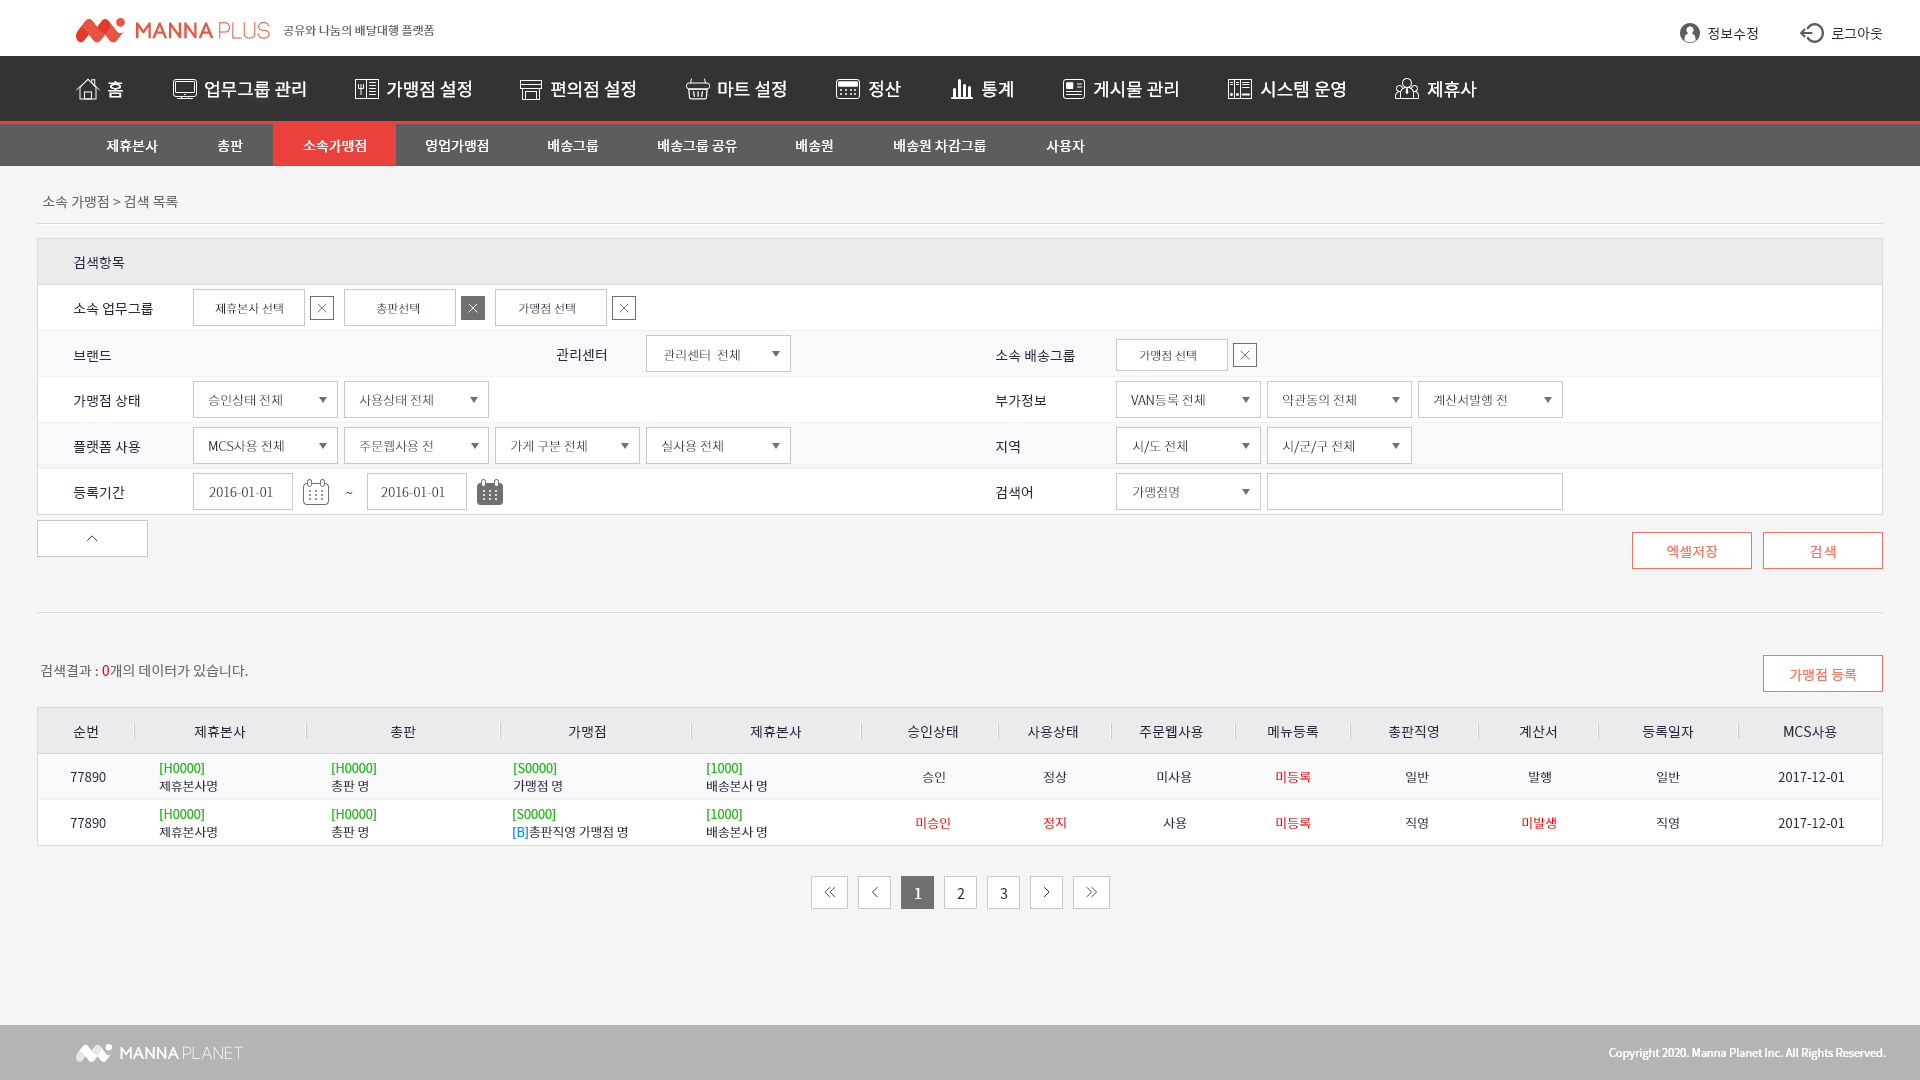 MANNA PLUS 공유와 나눔의 배달대행 플랫폼 정보수정 로그아웃
홈 업무그룹 관리 가맹점 설정 편의점 설정 마트 설정 정산 통계 게시물 관리 시스템 운영 제휴사
제휴본사 총판 소속가맹점 영업가맹점 배송그룹 배송그룹 공유 배송원 배송원 차감그룹 사용자
소속 가맹점 > 검색 목록
검색항목
소속 업무그룹 제휴본사 선택 총판선택 가맹점 선택
브랜드 관리센터 관리센터 전체 소속 배송그룹 가맹점 선택
가맹점 상태 승인상태 전체 사용상태 전체 부가정보 VAN등록 전체 약관동의 전체 계산서발행 전
플랫폼 사용 MCS사용 전체 주문웹사용 전 가게 구분 전체 실사용 전체 지역 시/도 전체 시/군/구 전체
등록기간 2016-01-01 ~ 2016-01-01 검색어 가맹점명
엑셀저장 검색
검색결과 : 0개의 데이터가 있습니다.
가맹점 등록
순번 제휴본사 총판 가맹점 제휴본사 승인상태 사용상태 주문웹사용 메뉴등록 총판직영 계산서 등록일자 MCS사용
[H0000] [H0000] [S0000] [1000]
77890 제휴본사명 총판 명 가맹점 명 배송본사 명 승인 정상 미사용 미등록 일반 발행 일반 2017-12-01
[H0000] [H0000] [S0000] [1000]
77890 제휴본사명 총판 명 [B]총판직영 가맹점 명 배송본사 명 미승인 정지 사용 미등록 직영 미발생 직영 2017-12-01
1 2 3
MANNA PLANET Copyright 2020. Manna Planet Inc. All Rights Reserved.